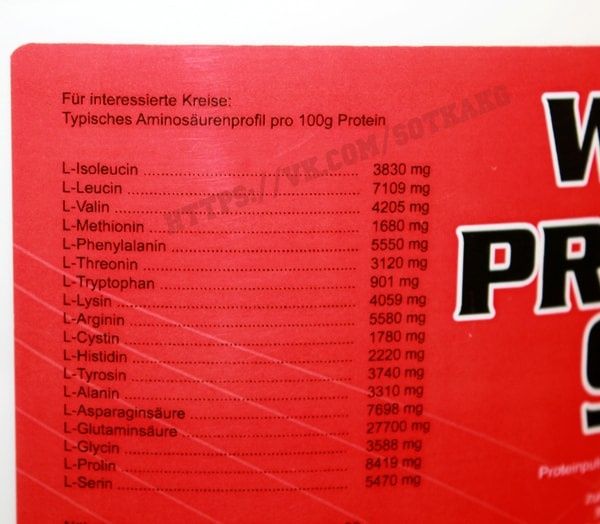 Für interessierte Kreise:
Typisches Aminosäurenprofil pro 100g Protein
HTTPS://VK.COM/SOTKAKG
L-Isoleucin 3830 mg
L-Leucin 7109 mg
L-Valin 4205 mg
L-Methionin 1680 mg
L-Phenylalanin 5550 mg
L-Threonin 3120 mg
L-Tryptophan 901 mg
L-Lysin 4059 mg
L-Arginin 5580 mg
L-Cystin 1780 mg
L-Histidin 2220 mg
L-Tyrosin 3740 mg
L-Alanin 3310 mg
L-Asparaginsäure 7698 mg
L-Glutaminsäure 27700 mg
L-Glycin 3588 mg
L-Prolin 8419 mg
L-Serin 5470 mg
W
PR
9
Proteinpul